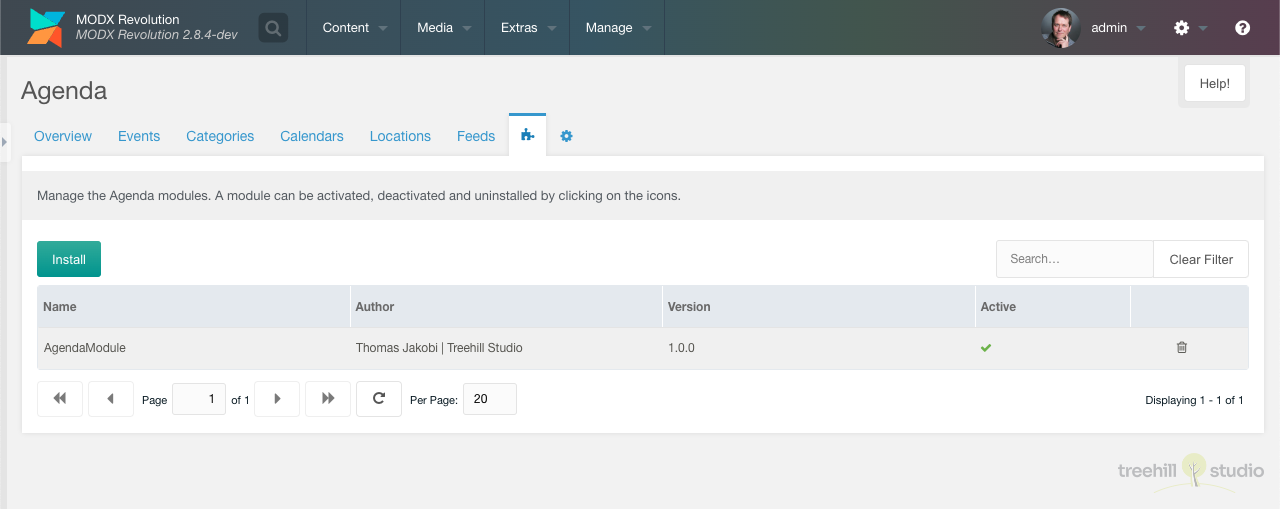 MODX Revolution
MODX Revolution 2.8.4-dev
Content Media Extras Manage admin
Agenda
Help!
Overview Events Categories Calendars Locations Feeds
Manage the Agenda modules. A module can be activated, deactivated and uninstalled by clicking on the icons.
Install Search... Clear Filter
Name Author Version Active
AgendaModule Thomas Jakobi | Treehill Studio 1.0.0
Page 1 of 1 Per Page: 20 Displaying 1 - 1 of 1
treehill studio